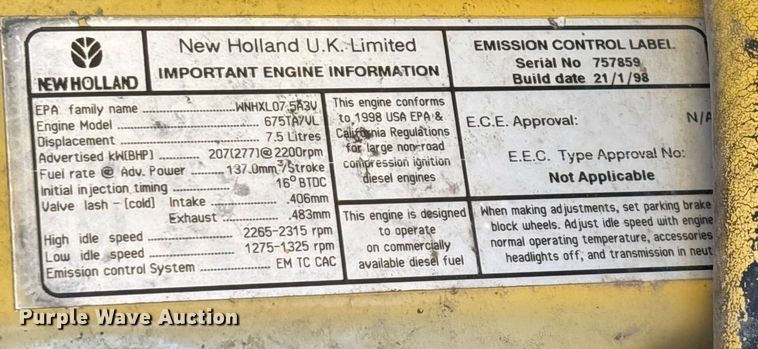 NEW HOLLAND
New Holland U.K. Limited
IMPORTANT ENGINE INFORMATION
EMISSION CONTROL LABEL
Serial No 757859
Build date 21/1/98
EPA family name WNHXL07.5A3V
Engine Model 675TA7VL
Displacement 7.5 Litres
Advertised kW(BHP) 207(277)@2200rpm
Fuel rate @ Adv. Power 137.0mm³/Stroke
Initial injection timing 16° BTDC
Valve lash - (cold) Intake .406mm
Exhaust .483mm
High idle speed 2265-2315 rpm
Low idle speed 1275-1325 rpm
Emission control System EM TC CAC
This engine conforms
to 1998 USA EPA &
California Regulations
for large non-road
compression ignition
diesel engines
This engine is designed
to operate
on commercially
available diesel fuel
E.C.E. Approval: N/A
E.E.C. Type Approval No:
Not Applicable
When making adjustments, set parking brake
block wheels. Adjust idle speed with engine
normal operating temperature, accessories
headlights off, and transmission in neut
Purple Wave Auction